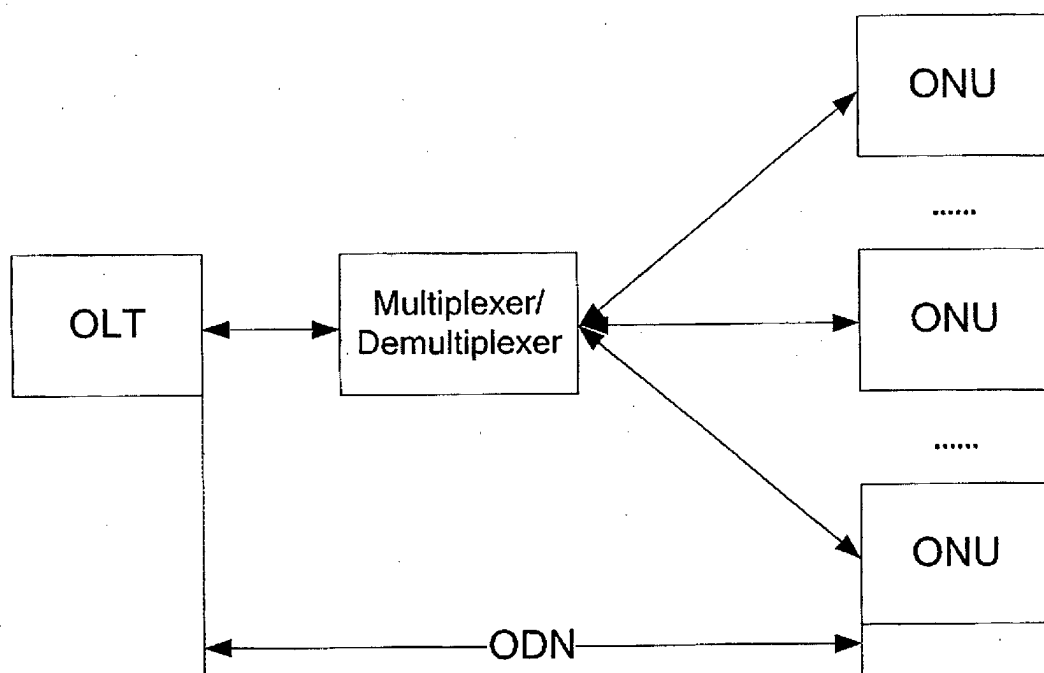 ONU
......
OLT
Multiplexer/
Demultiplexer
ONU
......
ONU
ODN